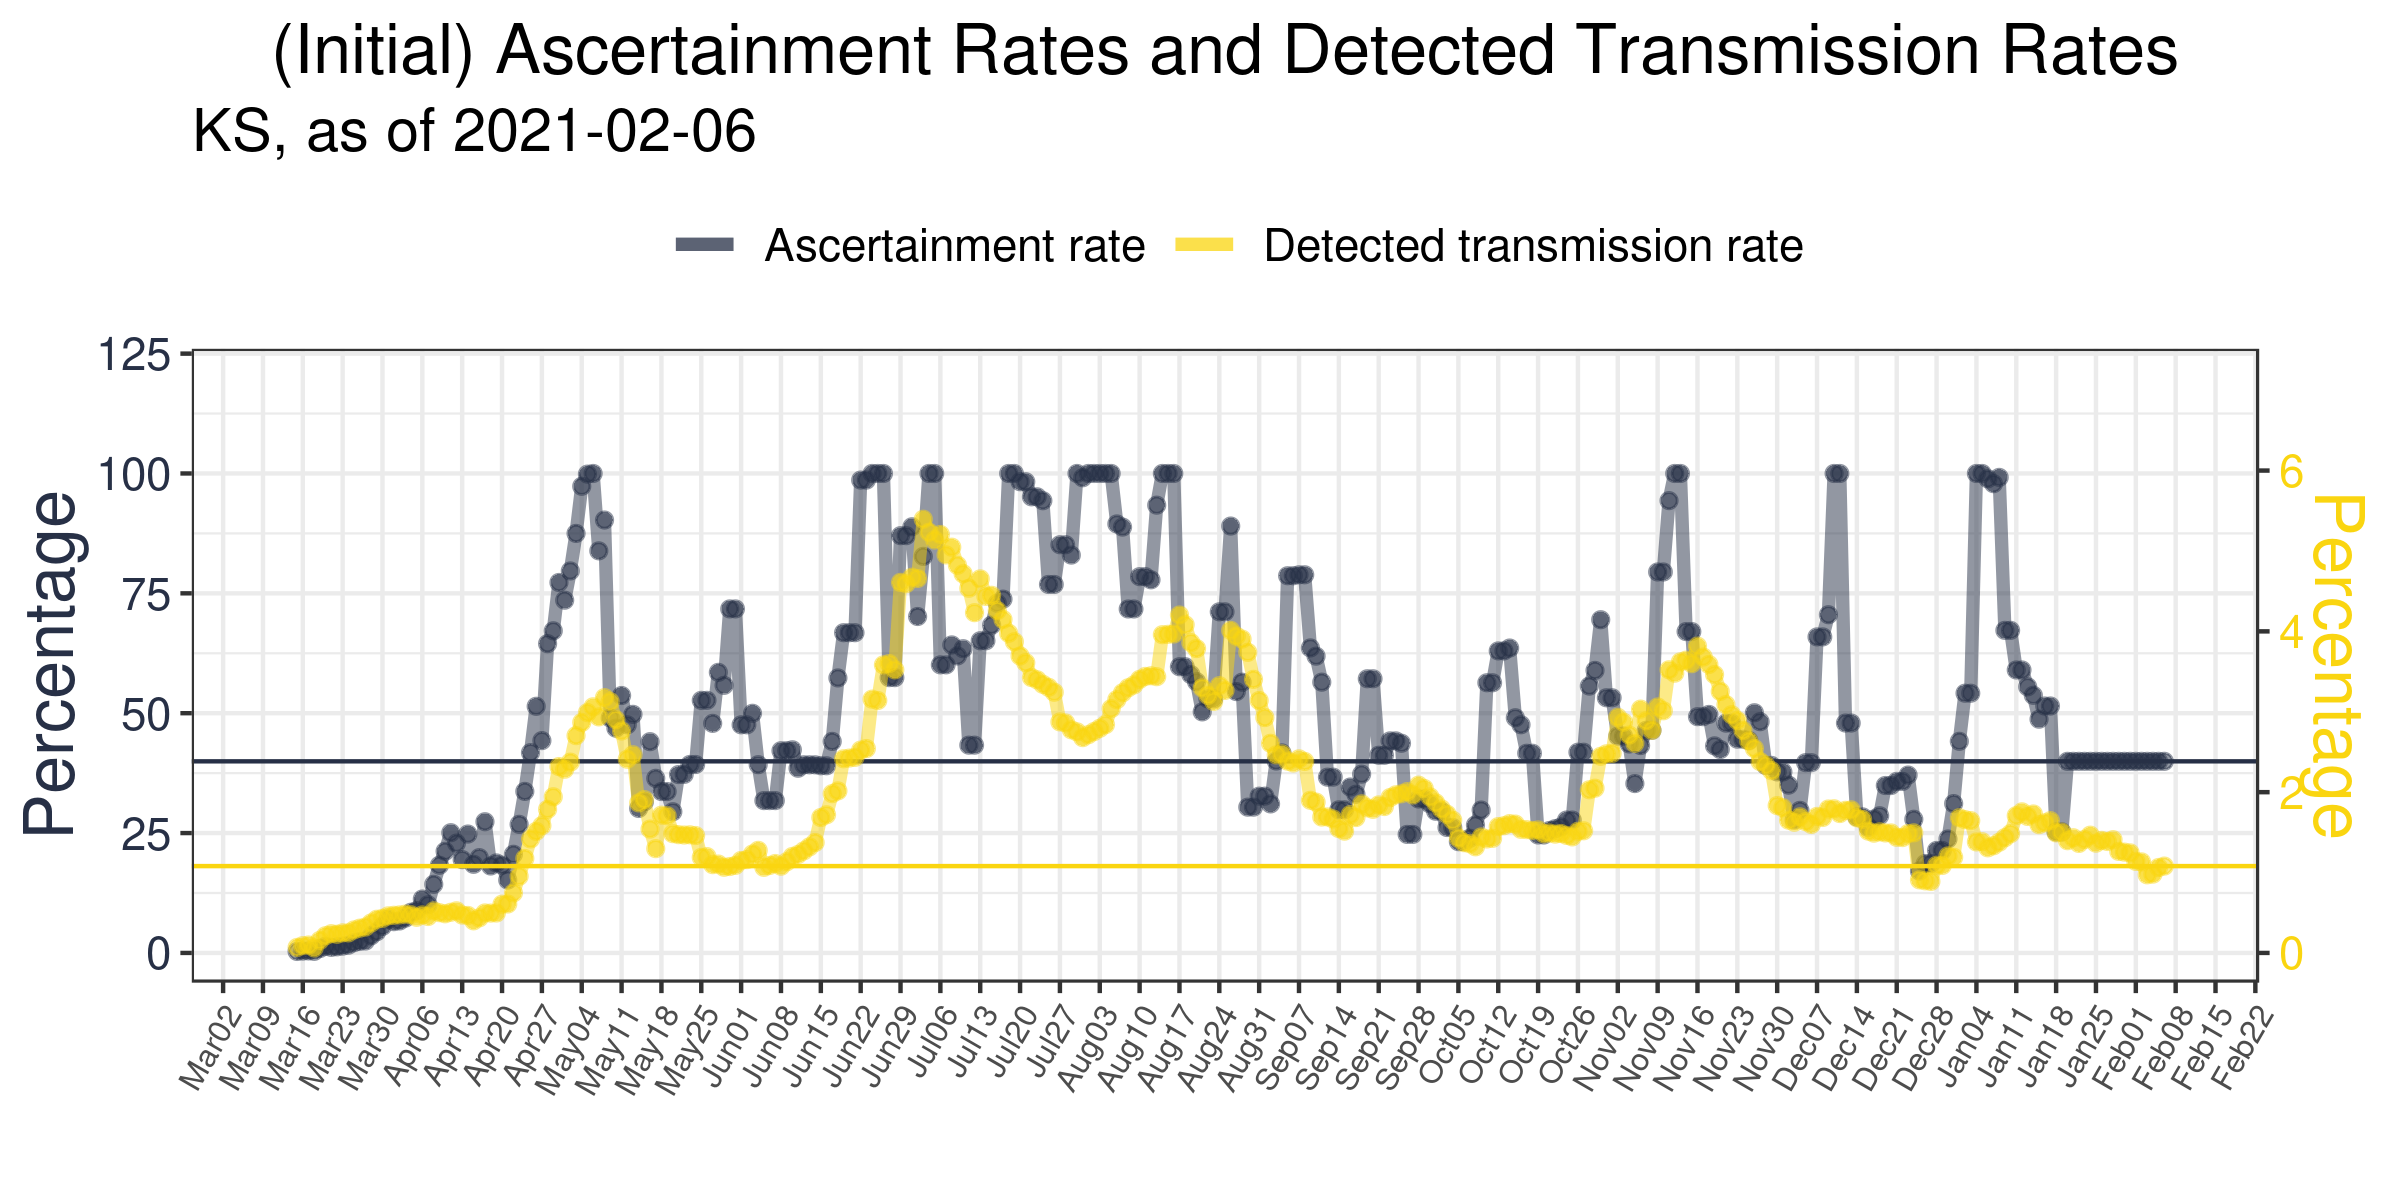 (Initial) Ascertainment Rates and Detected Transmission Rates
KS, as of 2021-02-06
Ascertainment rate
Detected transmission rate
125
100
75
50
25
0
Percentage
6
4
2
0
Percentage
Mar02
Mar09
Mar16
Mar23
Mar30
Apr06
Apr13
Apr20
Apr27
May04
May11
May18
May25
Jun01
Jun08
Jun15
Jun22
Jun29
Jul06
Jul13
Jul20
Jul27
Aug03
Aug10
Aug17
Aug24
Aug31
Sep07
Sep14
Sep21
Sep28
Oct05
Oct12
Oct19
Oct26
Nov02
Nov09
Nov16
Nov23
Nov30
Dec07
Dec14
Dec21
Dec28
Jan04
Jan11
Jan18
Jan25
Feb01
Feb08
Feb15
Feb22